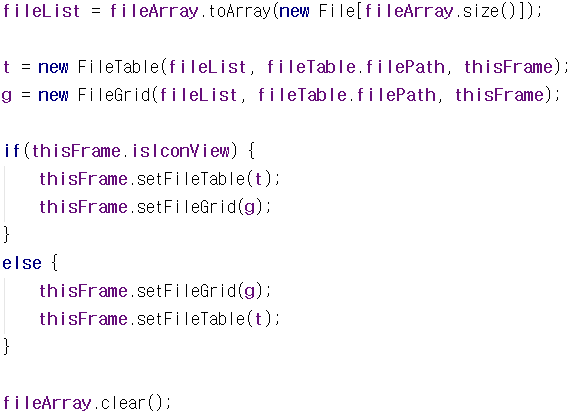 fileList = fileArray.toArray(new File[fileArray.size()]);
t = new FileTable(fileList, fileTable.filePath, thisFrame);
g = new FileGrid(fileList, fileTable.filePath, thisFrame);
if(thisFrame.isIconView) {
thisFrame.setFileTable(t);
thisFrame.setFileGrid(g);
}
else {
thisFrame.setFileGrid(g);
thisFrame.setFileTable(t);
}
fileArray.clear();